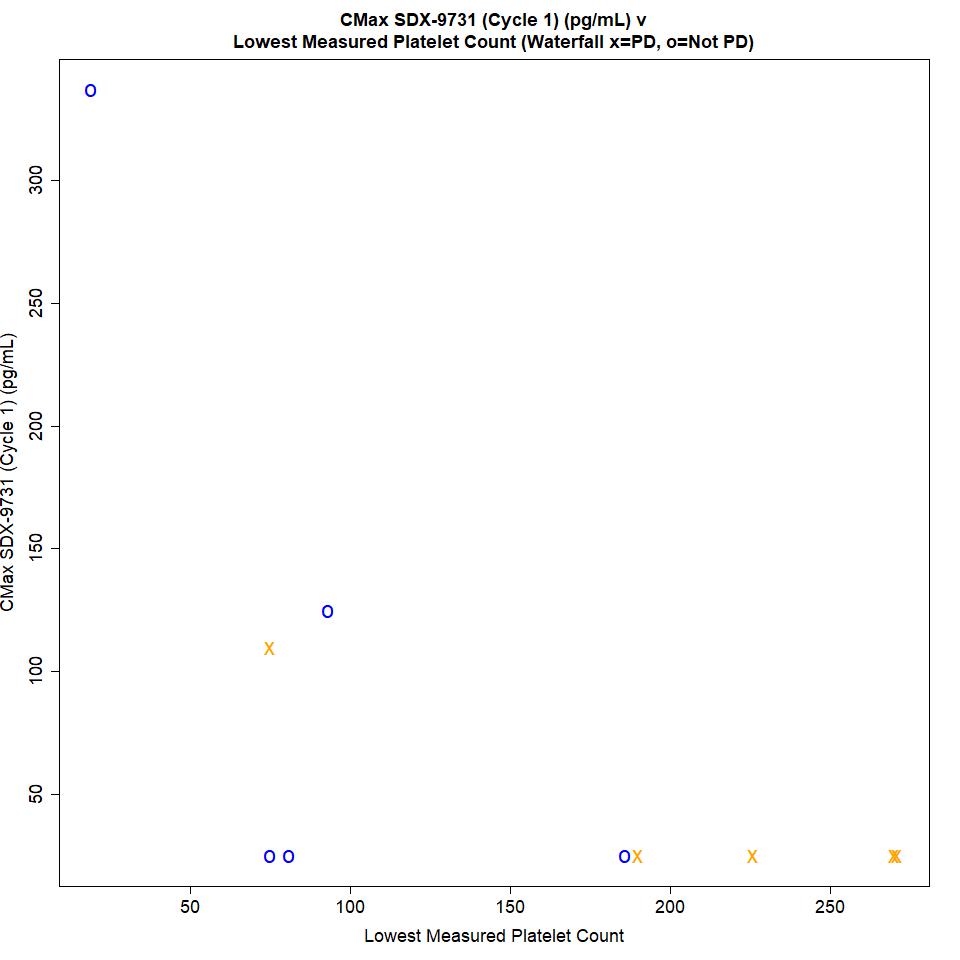 CMax SDX-9731 (Cycle 1) (pg/mL) v
Lowest Measured Platelet Count (Waterfall x=PD, o=Not PD)
CMax SDX-9731 (Cycle 1) (pg/mL)
300
250
200
150
100
50
o
o
x
o
o
o
x
x
x
x
50
100
150
200
250
Lowest Measured Platelet Count